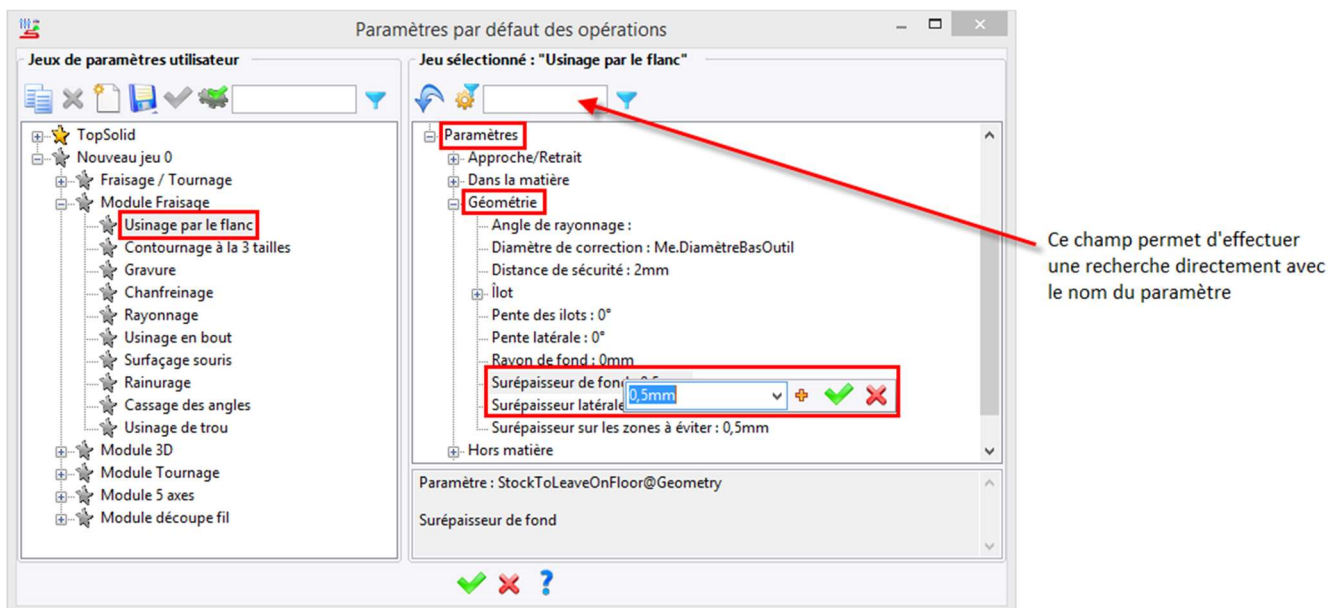 Paramètres par défaut des opérations
Jeux de paramètres utilisateur
TopSolid
Nouveau jeu 0
Fraisage / Tournage
Module Fraisage
Usinage par le flanc
Contournage à la 3 tailles
Gravure
Chanfreinage
Rayonnage
Usinage en bout
Surfaçage souris
Rainurage
Cassage des angles
Usinage de trou
Module 3D
Module Tournage
Module 5 axes
Module découpe fil
Jeu sélectionné : "Usinage par le flanc"
Paramètres
Approche/Retrait
Dans la matière
Géométrie
Angle de rayonnage :
Diamètre de correction : Me.DiamètreBasOutil
Distance de sécurité : 2mm
Îlot
Pente des ilots : 0°
Pente latérale : 0°
Rayon de fond : 0mm
Surépaisseur de fond
0,5mm
Surépaisseur latérale
Surépaisseur sur les zones à éviter : 0,5mm
Hors matière
Paramètre : StockToLeaveOnFloor@Geometry
Surépaisseur de fond
Ce champ permet d'effectuer
une recherche directement avec
le nom du paramètre